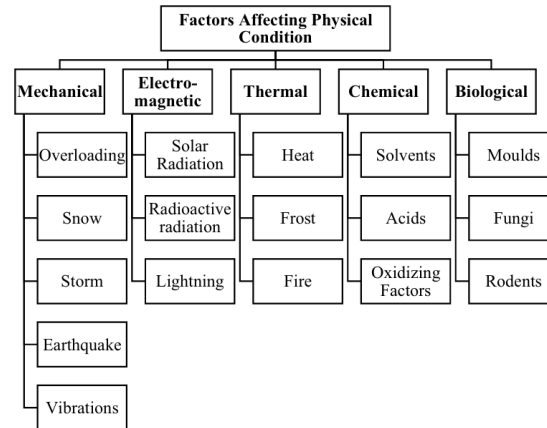 Factors Affecting Physical
Condition
Mechanical
Electro-
magnetic
Thermal
Chemical
Biological
Overloading
Solar
Radiation
Heat
Solvents
Moulds
Snow
Radioactive
radiation
Frost
Acids
Fungi
Storm
Lightning
Fire
Oxidizing
Factors
Rodents
Earthquake
Vibrations